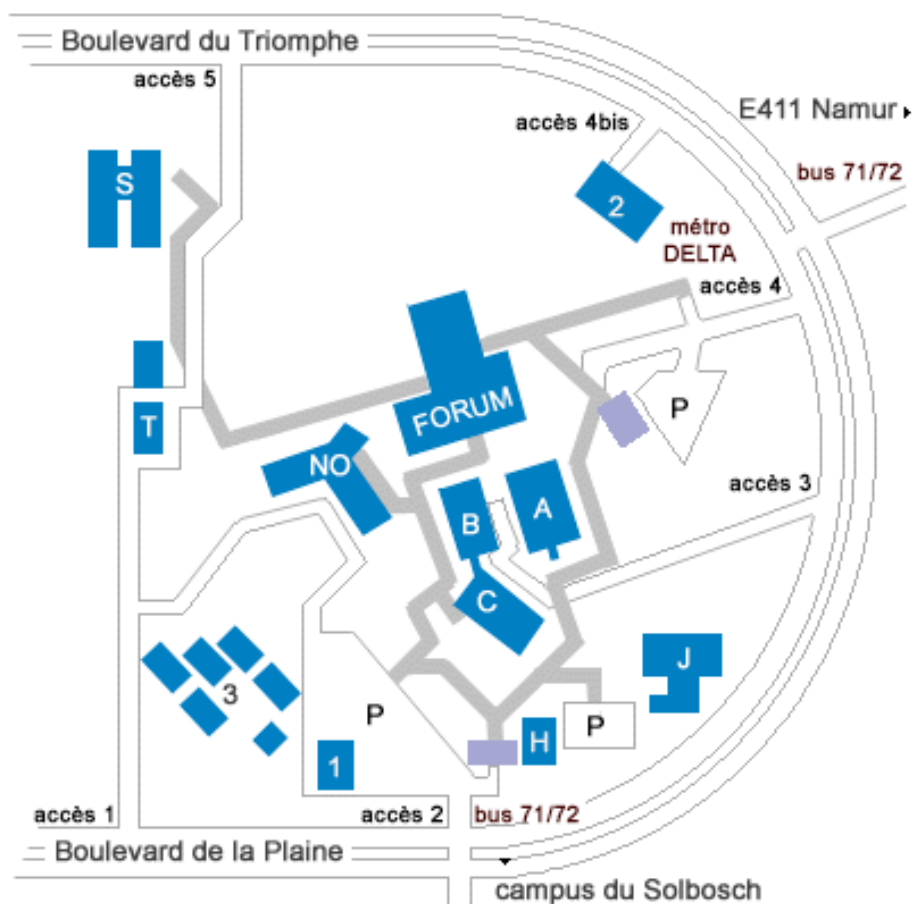 Boulevard du Triomphe
accès 5
E411 Namur
accès 4bis
bus 71/72
S
2
métro
DELTA
accès 4
FORUM
P
T
NO
accès 3
B
A
C
J
3
P
P
H
1
accès 1
accès 2
bus 71/72
Boulevard de la Plaine
campus du Solbosch